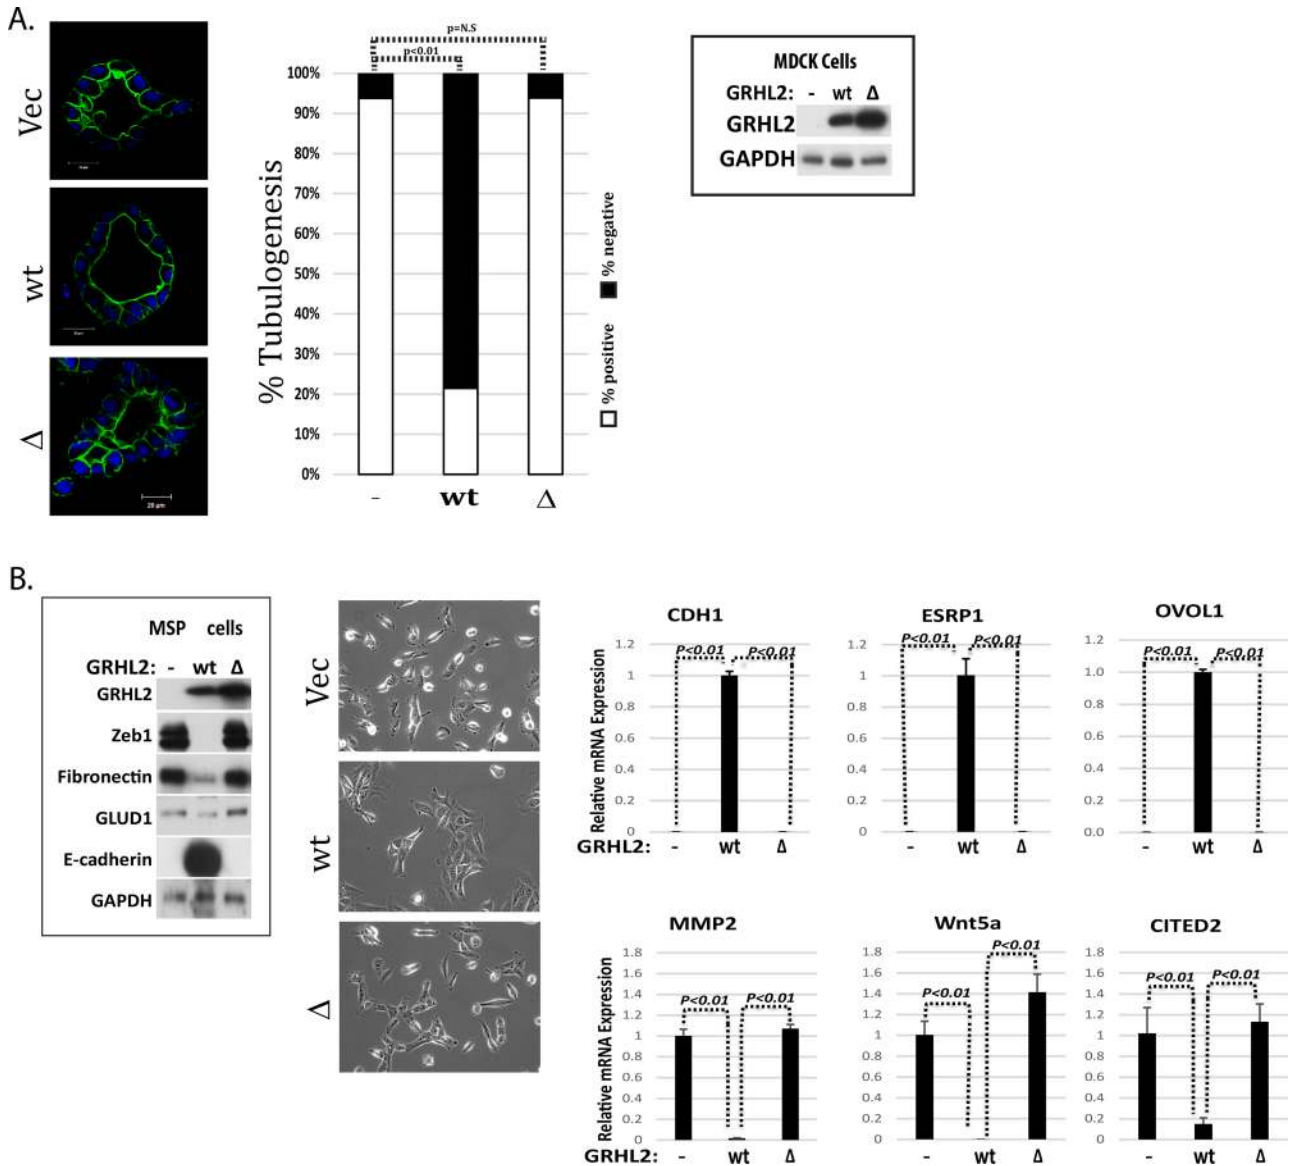 A.
Vec
wt
Δ
20 µm
% Tubulogenesis
p=N.S
p<0.01
100%
90%
80%
70%
60%
50%
40%
30%
20%
10%
0%
- wt Δ
% negative
% positive
MDCK Cells
GRHL2: - wt Δ
GRHL2
GAPDH
B.
MSP cells
GRHL2: - wt Δ
GRHL2
Zeb1
Fibronectin
GLUD1
E-cadherin
GAPDH
Vec
wt
Δ
Relative mRNA Expression
CDH1
P<0.01 P<0.01
1.2
1
0.8
0.6
0.4
0.2
0
GRHL2: - wt Δ
ESRP1
P<0.01 P<0.01
1.2
1
0.8
0.6
0.4
0.2
0
- wt Δ
OVOL1
P<0.01 P<0.01
1.2
1.0
0.8
0.6
0.4
0.2
0.0
- wt Δ
Relative mRNA Expression
MMP2
P<0.01 P<0.01
1.8
1.6
1.4
1.2
1
0.8
0.6
0.4
0.2
0
GRHL2: - wt Δ
Wnt5a
P<0.01
P<0.01
1.8
1.6
1.4
1.2
1
0.8
0.6
0.4
0.2
0
- wt Δ
CITED2
P<0.01 P<0.01
1.8
1.6
1.4
1.2
1
0.8
0.6
0.4
0.2
0
- wt Δ